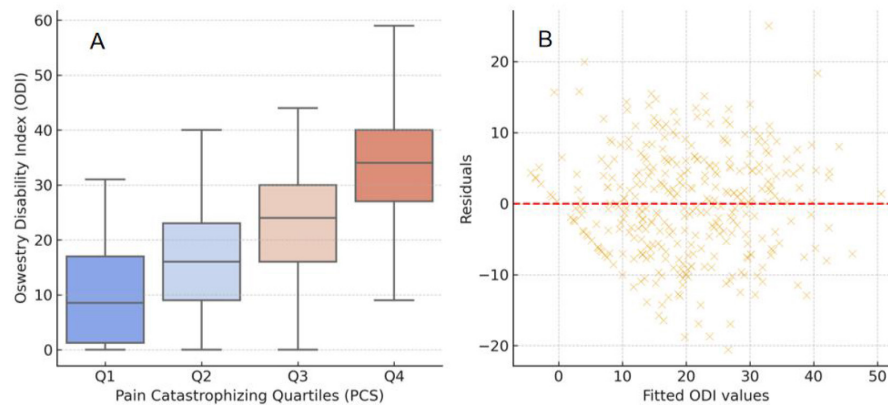 A
Oswestry Disability Index (ODI)
60
50
40
30
20
10
0
Q1 Q2 Q3 Q4
Pain Catastrophizing Quartiles (PCS)
B
Residuals
20
10
0
−10
−20
0 10 20 30 40 50
Fitted ODI values